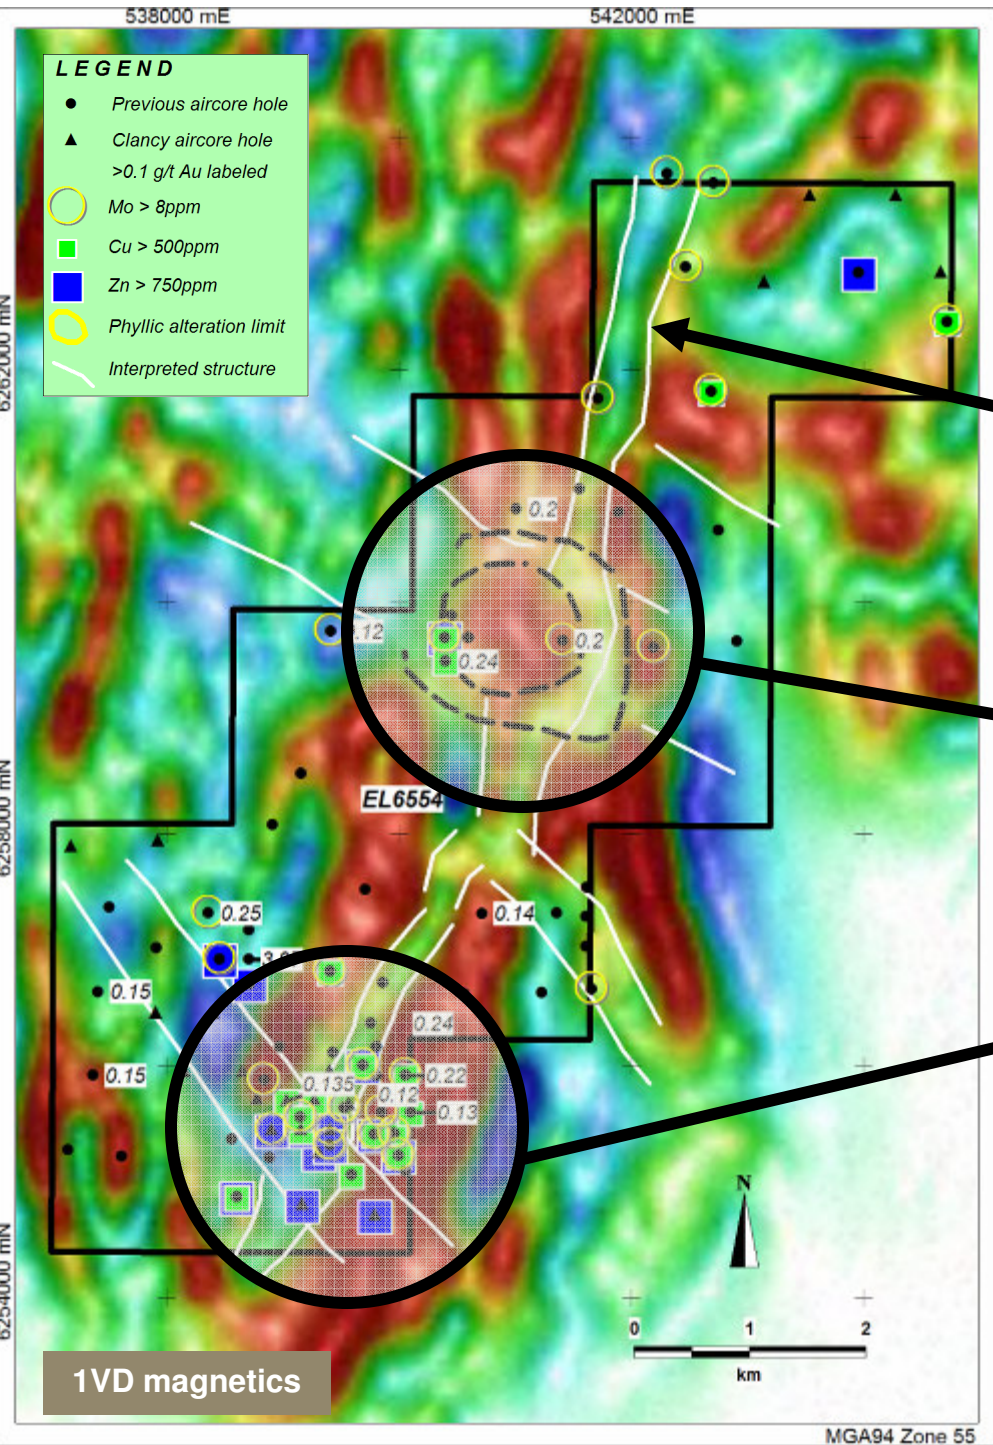 538000 mE
542000 mE
LEGEND
Previous aircore hole
Clancy aircore hole
>0.1 g/t Au labeled
Mo > 8ppm
Cu > 500ppm
Zn > 750ppm
Phyllic alteration limit
Interpreted structure
6262000 mN
0.2
0.12
0.2
0.24
6258000 mN
EL6554
0.25
0.14
0.15
0.24
0.15
0.22
0.135
0.12
0.13
N
6254000 mN
0 1 2
km
1VD magnetics
MGA94 Zone 55